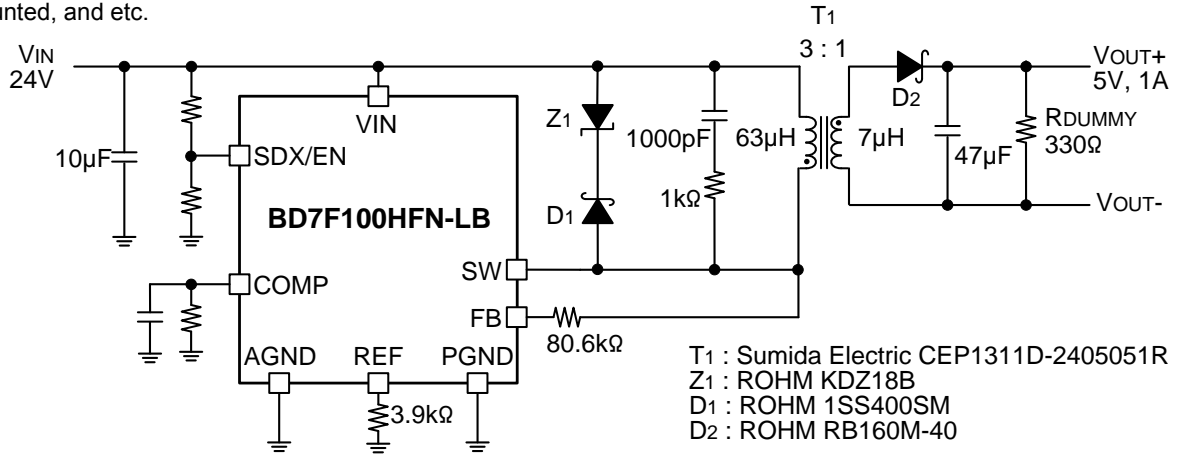 unted, and etc.
T1
3 : 1
VIN
24V
VOUT+
5V, 1A
D2
VIN
Z1
1000pF
63μH
7μH
RDUMMY
330Ω
10μF
SDX/EN
47μF
1kΩ
BD7F100HFN-LB
D1
VOUT-
SW
COMP
FB
80.6kΩ
AGND
REF
PGND
3.9kΩ
T1 : Sumida Electric CEP1311D-2405051R
Z1 : ROHM KDZ18B
D1 : ROHM 1SS400SM
D2 : ROHM RB160M-40